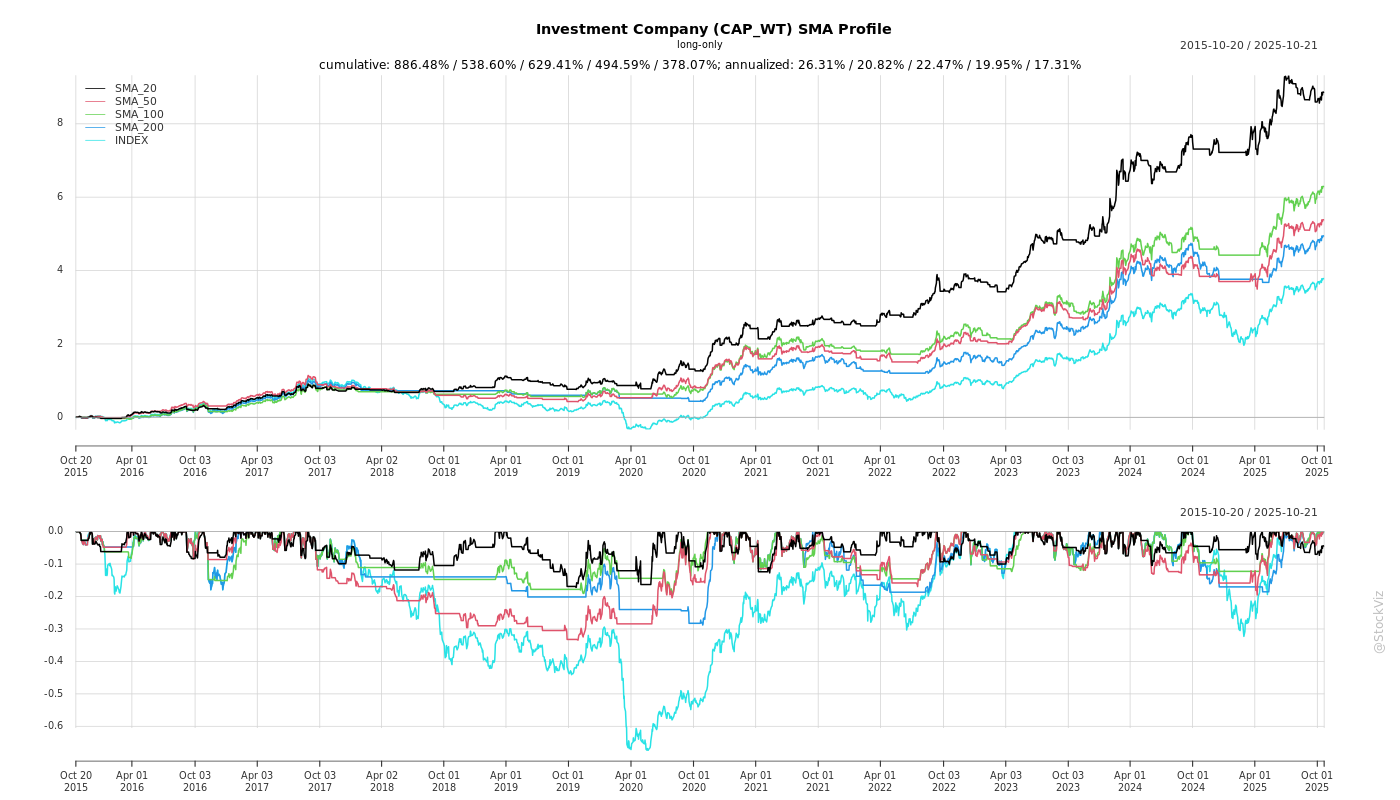 Investment Company (CAP_WT) SMA Profile
long-only
2015-10-20 / 2025-10-21
cumulative: 886.48% / 538.60% / 629.41% / 494.59% / 378.07%; annualized: 26.31% / 20.82% / 22.47% / 19.95% / 17.31%
SMA_20
SMA_50
SMA_100
SMA_200
INDEX
8
6
4
2
0
Oct 20 Apr 01 Oct 03 Apr 03 Oct 03 Apr 02 Oct 01 Apr 01 Oct 01 Apr 01 Oct 01 Apr 01 Oct 01 Apr 01 Oct 03 Apr 03 Oct 03 Apr 01 Oct 01 Apr 01 Oct 01
2015 2016 2016 2017 2017 2018 2018 2019 2019 2020 2020 2021 2021 2022 2022 2023 2023 2024 2024 2025 2025
2015-10-20 / 2025-10-21
0.0
-0.1
-0.2
-0.3
-0.4
-0.5
-0.6
Oct 20 Apr 01 Oct 03 Apr 03 Oct 03 Apr 02 Oct 01 Apr 01 Oct 01 Apr 01 Oct 01 Apr 01 Oct 01 Apr 01 Oct 03 Apr 03 Oct 03 Apr 01 Oct 01 Apr 01 Oct 01
2015 2016 2016 2017 2017 2018 2018 2019 2019 2020 2020 2021 2021 2022 2022 2023 2023 2024 2024 2025 2025
@StockViz